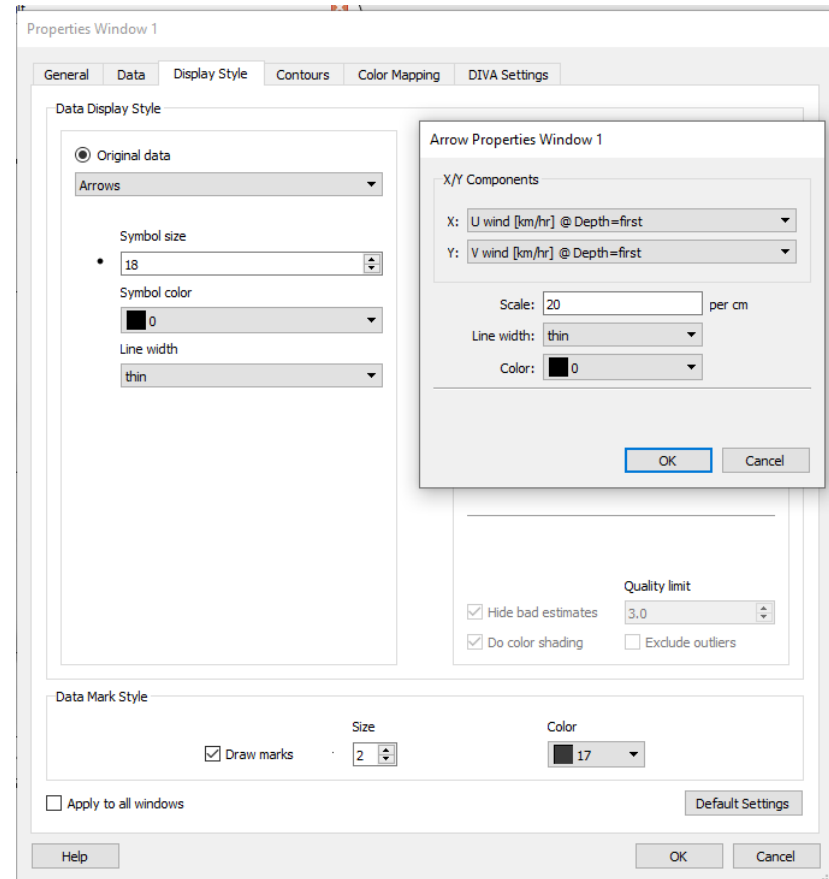 Properties Window 1
General Data Display Style Contours Color Mapping DIVA Settings
Data Display Style
Original data
Arrows
Symbol size
18
Symbol color
0
Line width
thin
Arrow Properties Window 1
X/Y Components
X: U wind [km/hr] @ Depth=first
Y: V wind [km/hr] @ Depth=first
Scale: 20 per cm
Line width: thin
Color: 0
OK Cancel
Quality limit
Hide bad estimates 3.0
Do color shading Exclude outliers
Data Mark Style
Size Color
Draw marks 2 17
Apply to all windows Default Settings
Help OK Cancel